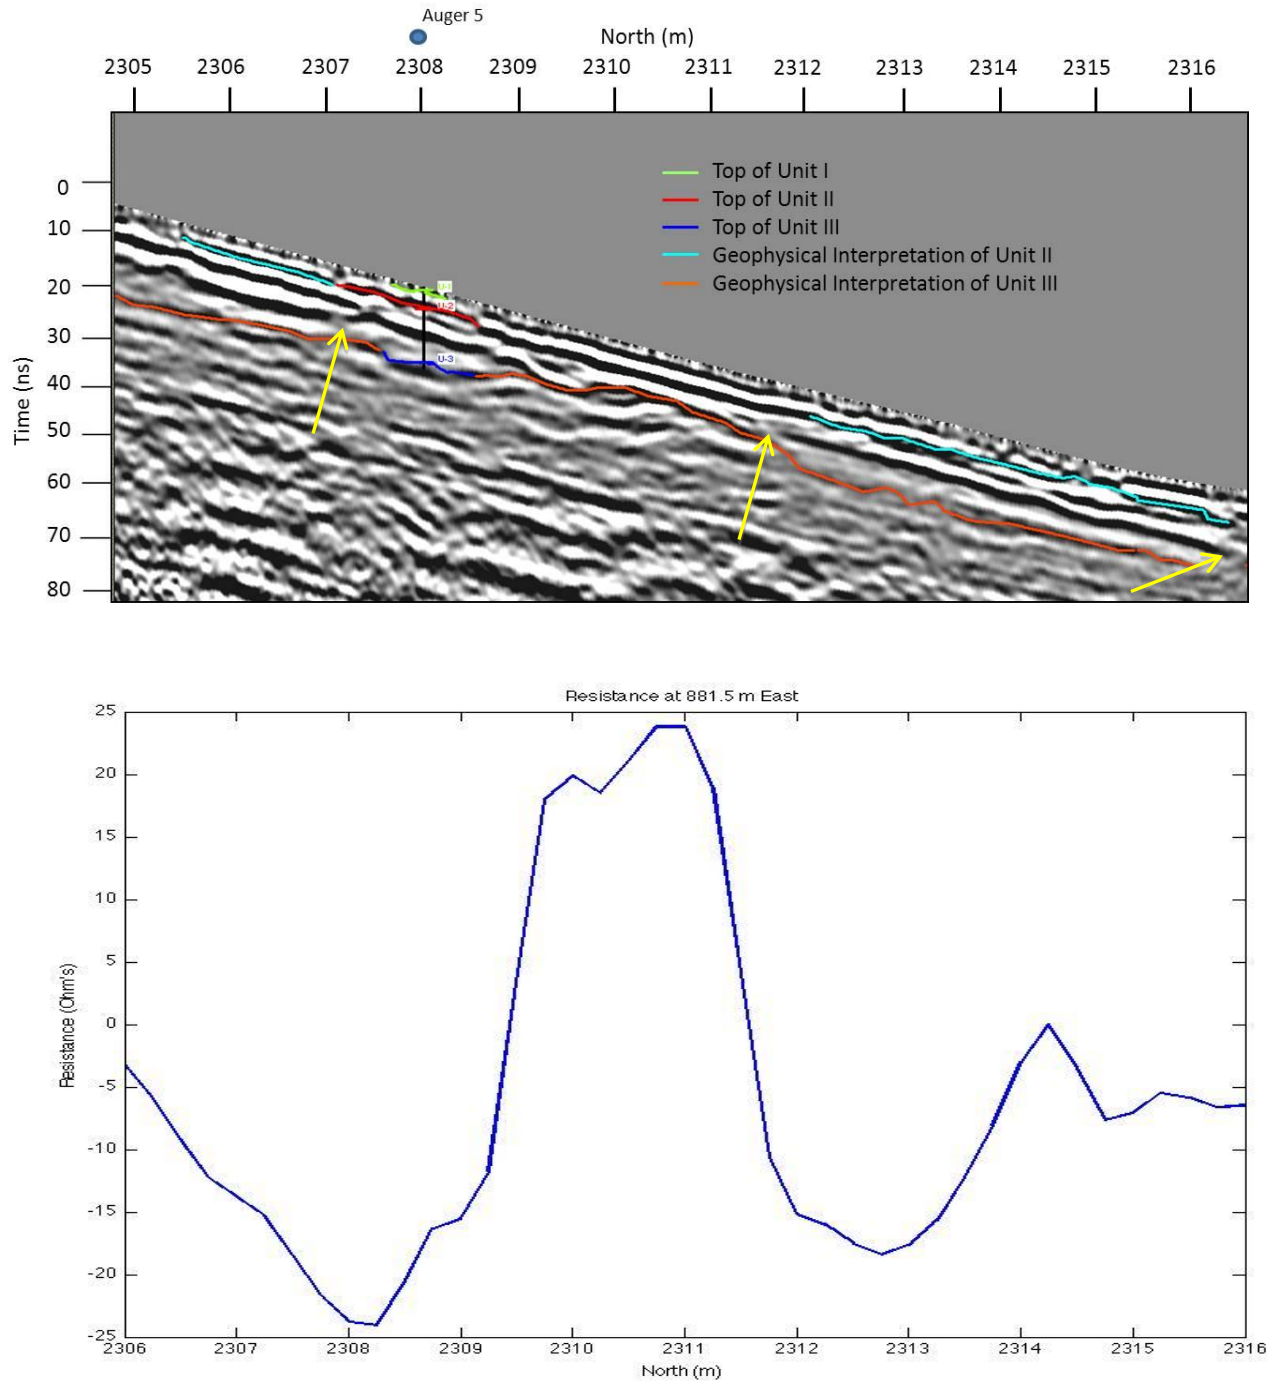 Auger 5
North (m)
2305 2306 2307 2308 2309 2310 2311 2312 2313 2314 2315 2316
Top of Unit I
Top of Unit II
Top of Unit III
Geophysical Interpretation of Unit II
Geophysical Interpretation of Unit III
0
10
20
30
40
50
60
70
80
Time (ns)
U-1
U-2
U-3
Resistance at 881.5 m East
25
20
15
10
5
0
-5
-10
-15
-20
-25
Resistance (Ohm's)
2306 2307 2308 2309 2310 2311 2312 2313 2314 2315 2316
North (m)